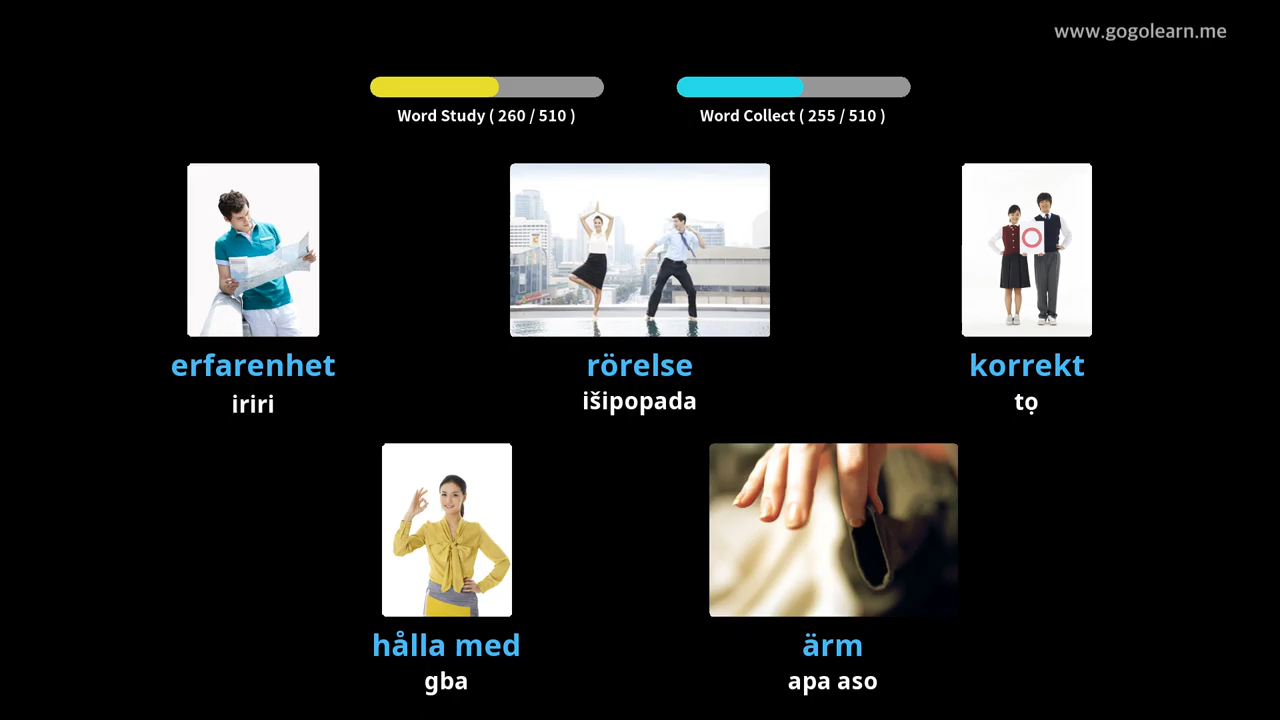 www.gogolearn.me
Word Study ( 260 / 510 )
Word Collect ( 255 / 510 )
erfarenhet
iriri
rörelse
išipopada
korrekt
tọ
hålla med
gba
ärm
apa aso